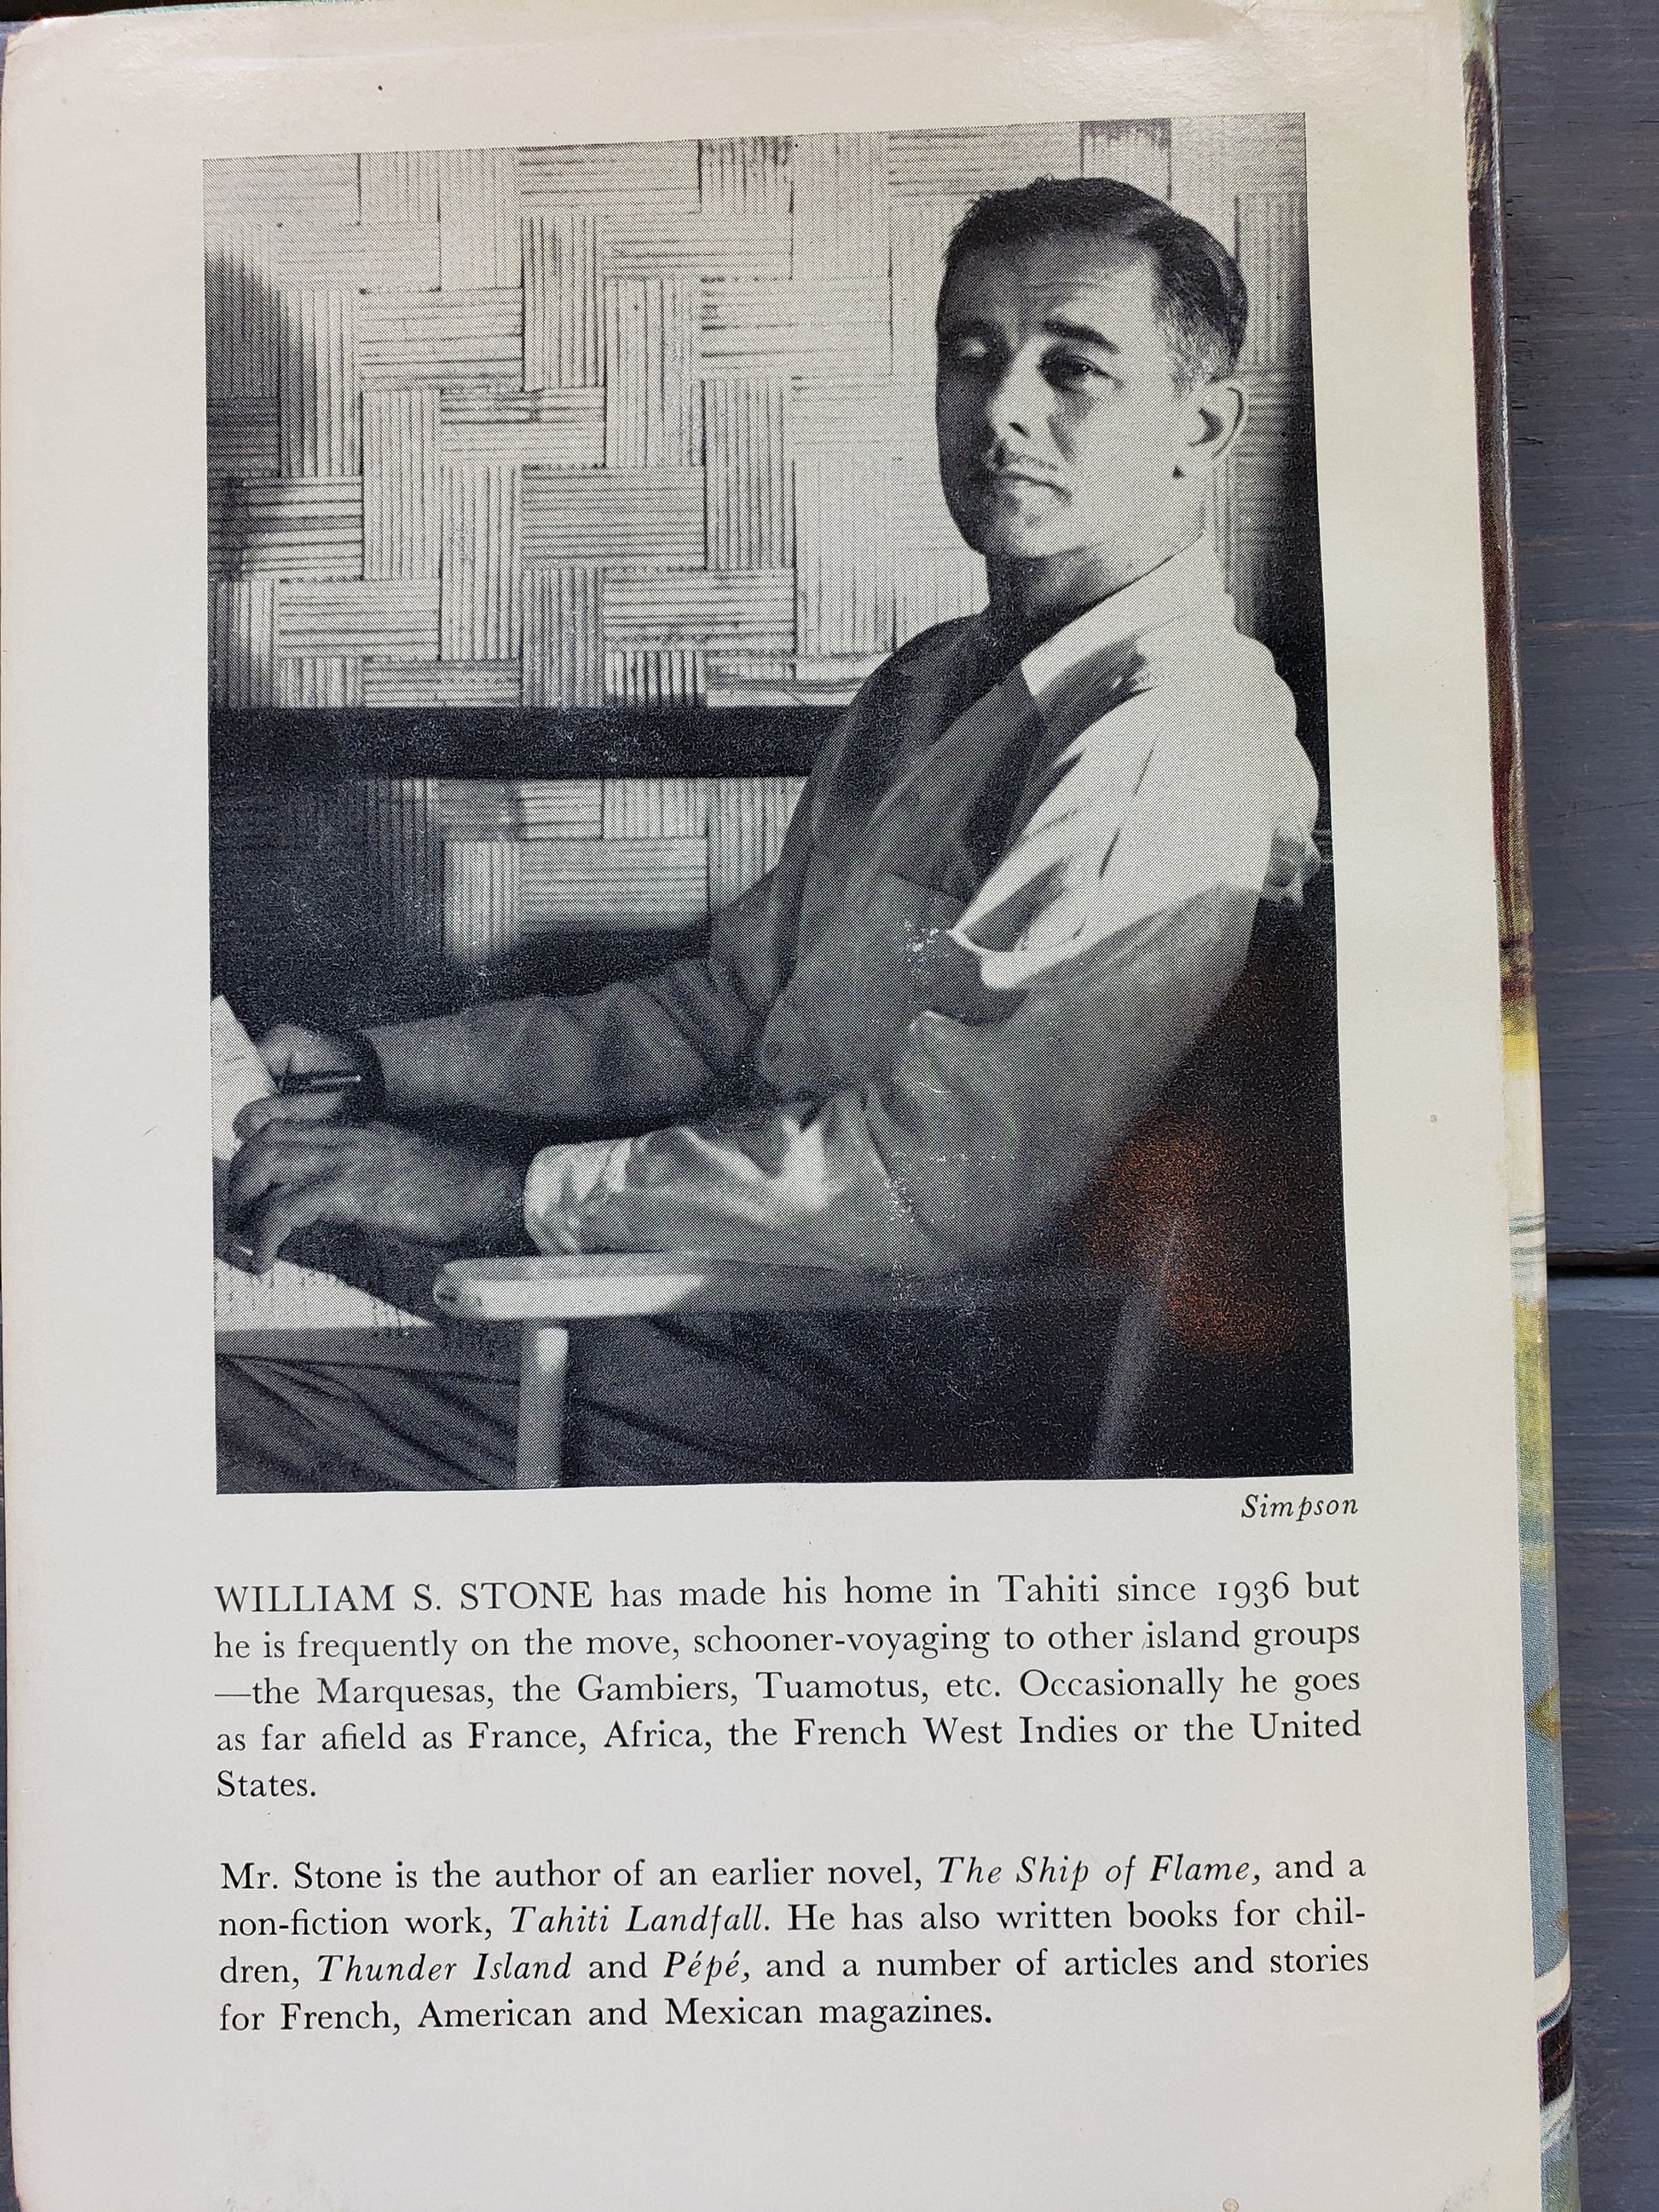 Simpson
WILLIAM S. STONE has made his home in Tahiti since 1936 but
he is frequently on the move, schooner-voyaging to other island groups
—the Marquesas, the Gambiers, Tuamotus, etc. Occasionally he goes
as far afield as France, Africa, the French West Indies or the United
States.
Mr. Stone is the author of an earlier novel, The Ship of Flame, and a
non-fiction work, Tahiti Landfall. He has also written books for chil-
dren, Thunder Island and Pépé, and a number of articles and stories
for French, American and Mexican magazines.